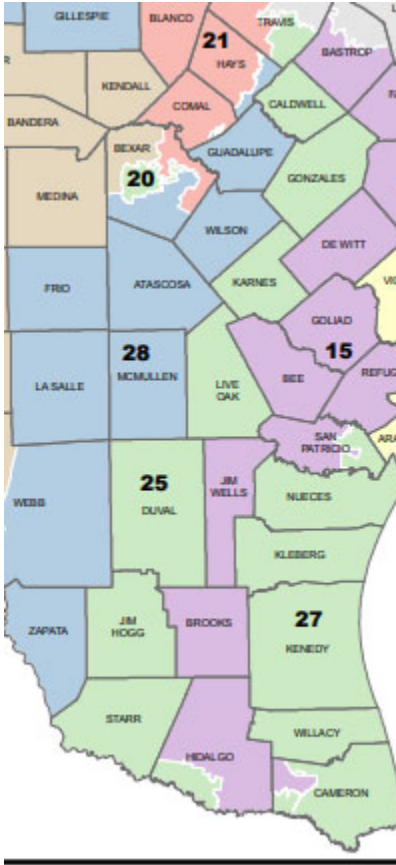 GILLESPIE
BLANCO
TRAVIS
21
HAYS
BASTROP
KENDALL
COMAL
CALDWELL
BANDERA
BEXAR
GUADALUPE
20
GONZALES
MEDINA
WILSON
DE WITT
FRIO
ATASCOSA
KARNES
GOLIAD
28
MCMULLEN
15
LA SALLE
LIVE
OAK
BEE
REFUG
SAN
PATRICIO
ARA
25
DUVAL
JIM
WELLS
NUECES
WEBB
KLEBERG
ZAPATA
JIM
HOGG
BROOKS
27
KENEDY
STARR
WILLACY
HIDALGO
CAMERON